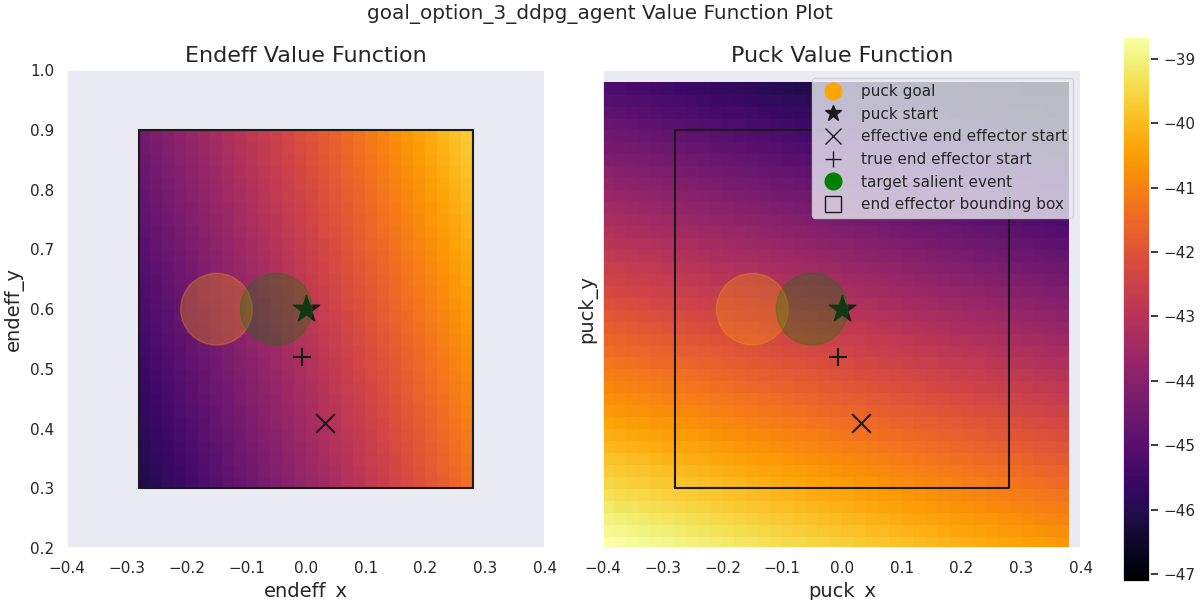 goal_option_3_ddpg_agent Value Function Plot
Endeff Value Function
1.0
0.9
0.8
0.7
0.6
0.5
0.4
0.3
0.2
endeff_y
−0.4 −0.3 −0.2 −0.1 0.0 0.1 0.2 0.3 0.4
endeff_x
Puck Value Function
puck goal
puck start
effective end effector start
true end effector start
target salient event
end effector bounding box
puck_y
−0.4 −0.3 −0.2 −0.1 0.0 0.1 0.2 0.3 0.4
puck_x
−39
−40
−41
−42
−43
−44
−45
−46
−47